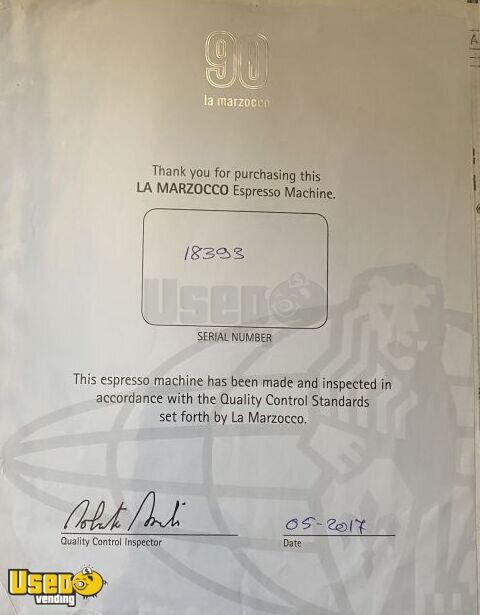 90
la marzocco
Thank you for purchasing this
LA MARZOCCO Espresso Machine.
18393
Used
SERIAL NUMBER
This espresso machine has been made and inspected in
accordance with the Quality Control Standards
set forth by La Marzocco.
05-2017
Quality Control Inspector
Date
Used
vending
A